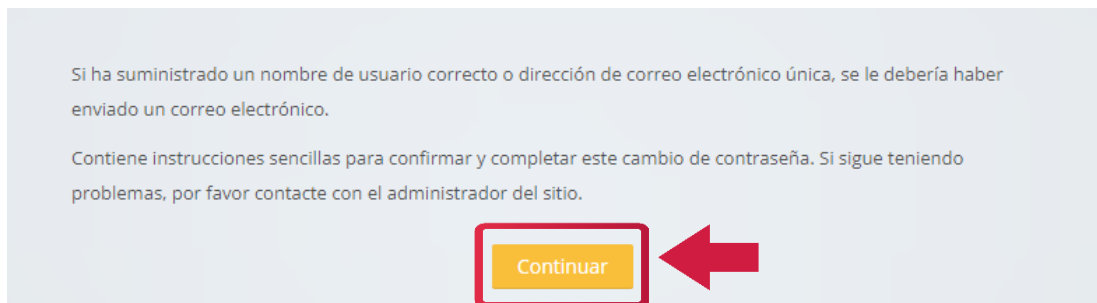 Si ha suministrado un nombre de usuario correcto o dirección de correo electrónico única, se le debería haber
enviado un correo electrónico.
Contiene instrucciones sencillas para confirmar y completar este cambio de contraseña. Si sigue teniendo
problemas, por favor contacte con el administrador del sitio.
Continuar